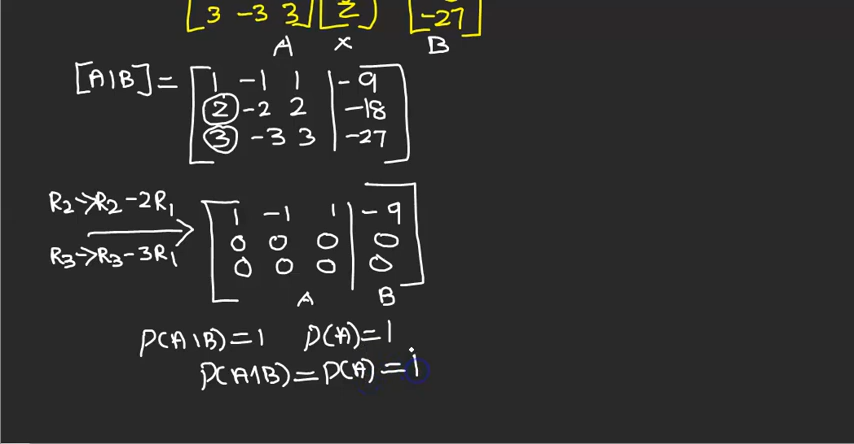 [3 -3 3] [z] [-27]
A x B
[A|B] = [1 -1 1 | -9
2 -2 2 | -18
3 -3 3 | -27]
R2->R2-2R1
R3->R3-3R1
[1 -1 1 | -9
0 0 0 | 0
0 0 0 | 0]
A B
ρ(A|B)=1 ρ(A)=1
ρ(A|B)=ρ(A)=i